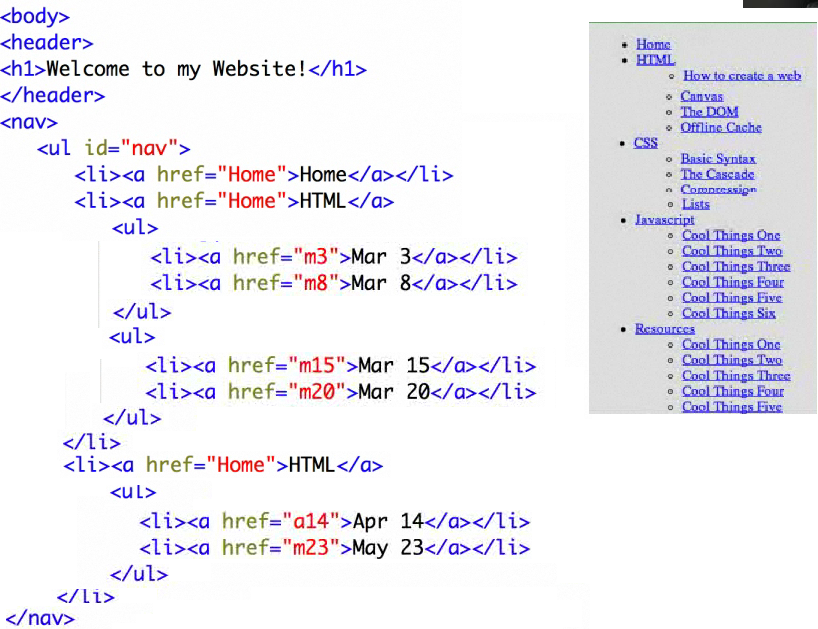 <body>
<header>
<h1>Welcome to my Website!</h1>
</header>
<nav>
<ul id="nav">
<li><a href="Home">Home</a></li>
<li><a href="Home">HTML</a>
<ul>
<li><a href="m3">Mar 3</a></li>
<li><a href="m8">Mar 8</a></li>
</ul>
<ul>
<li><a href="m15">Mar 15</a></li>
<li><a href="m20">Mar 20</a></li>
</ul>
</li>
<li><a href="Home">HTML</a>
<ul>
<li><a href="a14">Apr 14</a></li>
<li><a href="m23">May 23</a></li>
</ul>
</li>
</nav>
Home
HTML
How to create a web
Canvas
The DOM
Offline Cache
CSS
Basic Syntax
The Cascade
Compression
Lists
Javascript
Cool Things One
Cool Things Two
Cool Things Three
Cool Things Four
Cool Things Five
Cool Things Six
Resources
Cool Things One
Cool Things Two
Cool Things Three
Cool Things Four
Cool Things Five